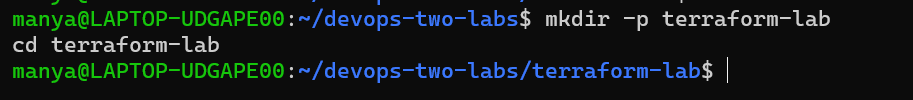 manya@LAPTOP-UDGAPE00:~/devops-two-labs$ mkdir -p terraform-lab
cd terraform-lab
manya@LAPTOP-UDGAPE00:~/devops-two-labs/terraform-lab$